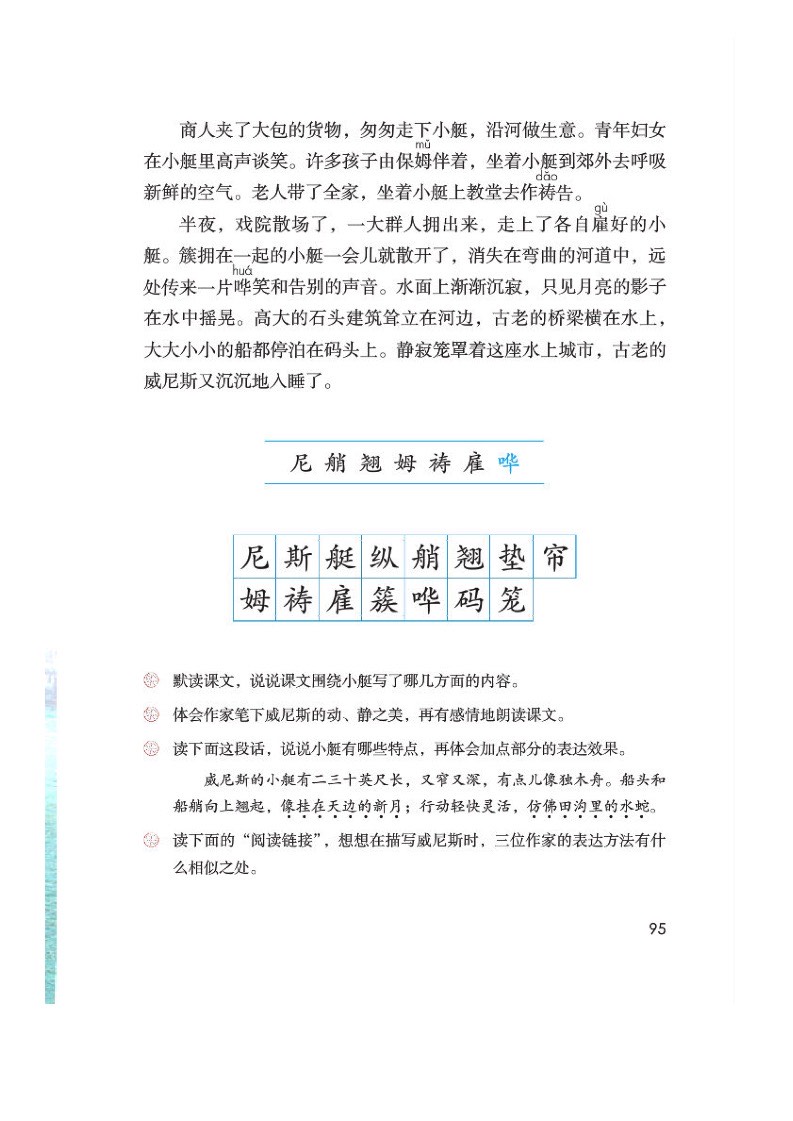 商人夹了大包的货物，匆匆走下小艇，沿河做生意。青年妇女
mǔ
在小艇里高声谈笑。许多孩子由保姆伴着，坐着小艇到郊外去呼吸
dǎo
新鲜的空气。老人带了全家，坐着小艇上教堂去作祷告。
gù
半夜，戏院散场了，一大群人拥出来，走上了各自雇好的小
艇。簇拥在一起的小艇一会儿就散开了，消失在弯曲的河道中，远
huá
处传来一片哗笑和告别的声音。水面上渐渐沉寂，只见月亮的影子
在水中摇晃。高大的石头建筑耸立在河边，古老的桥梁横在水上，
大大小小的船都停泊在码头上。静寂笼罩着这座水上城市，古老的
威尼斯又沉沉地入睡了。
尼 艄 翘 姆 祷 雇 哗
尼 斯 艇 纵 艄 翘 垫 帘
姆 祷 雇 簇 哗 码 笼
默读课文，说说课文围绕小艇写了哪几方面的内容。
体会作家笔下威尼斯的动、静之美，再有感情地朗读课文。
读下面这段话，说说小艇有哪些特点，再体会加点部分的表达效果。
威尼斯的小艇有二三十英尺长，又窄又深，有点儿像独木舟。船头和
船艄向上翘起，像挂在天边的新月；行动轻快灵活，仿佛田沟里的水蛇。
读下面的“阅读链接”，想想在描写威尼斯时，三位作家的表达方法有什
么相似之处。
95